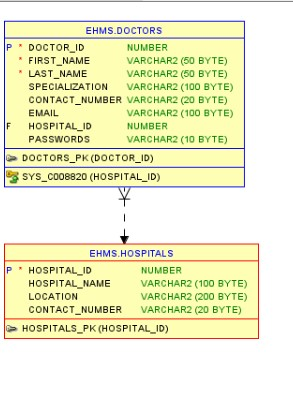 EHMS.DOCTORS
P * DOCTOR_ID NUMBER
* FIRST_NAME VARCHAR2 (50 BYTE)
* LAST_NAME VARCHAR2 (50 BYTE)
SPECIALIZATION VARCHAR2 (100 BYTE)
CONTACT_NUMBER VARCHAR2 (20 BYTE)
EMAIL VARCHAR2 (100 BYTE)
F HOSPITAL_ID NUMBER
PASSWORDS VARCHAR2 (10 BYTE)
DOCTORS_PK (DOCTOR_ID)
SYS_C008820 (HOSPITAL_ID)
EHMS.HOSPITALS
P * HOSPITAL_ID NUMBER
HOSPITAL_NAME VARCHAR2 (100 BYTE)
LOCATION VARCHAR2 (200 BYTE)
CONTACT_NUMBER VARCHAR2 (20 BYTE)
HOSPITALS_PK (HOSPITAL_ID)